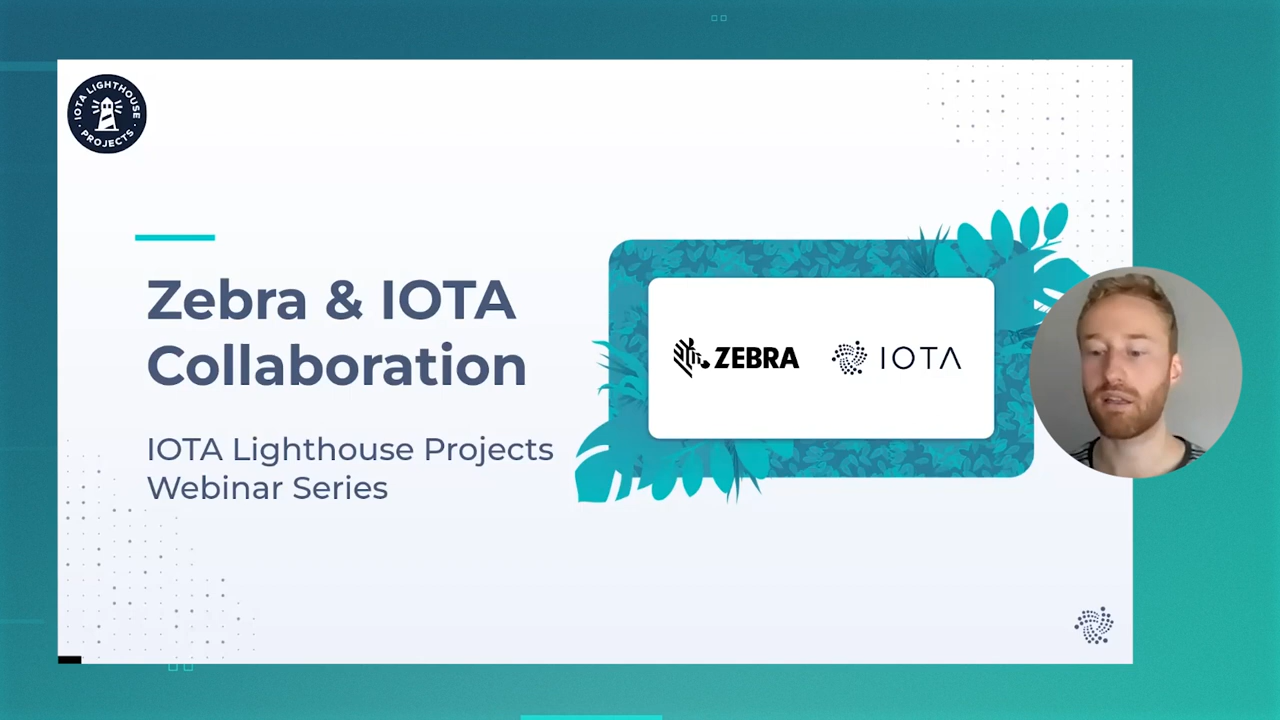 IOTA LIGHTHOUSE
PROJECTS
Zebra & IOTA
Collaboration
IOTA Lighthouse Projects
Webinar Series
ZEBRA
IOTA